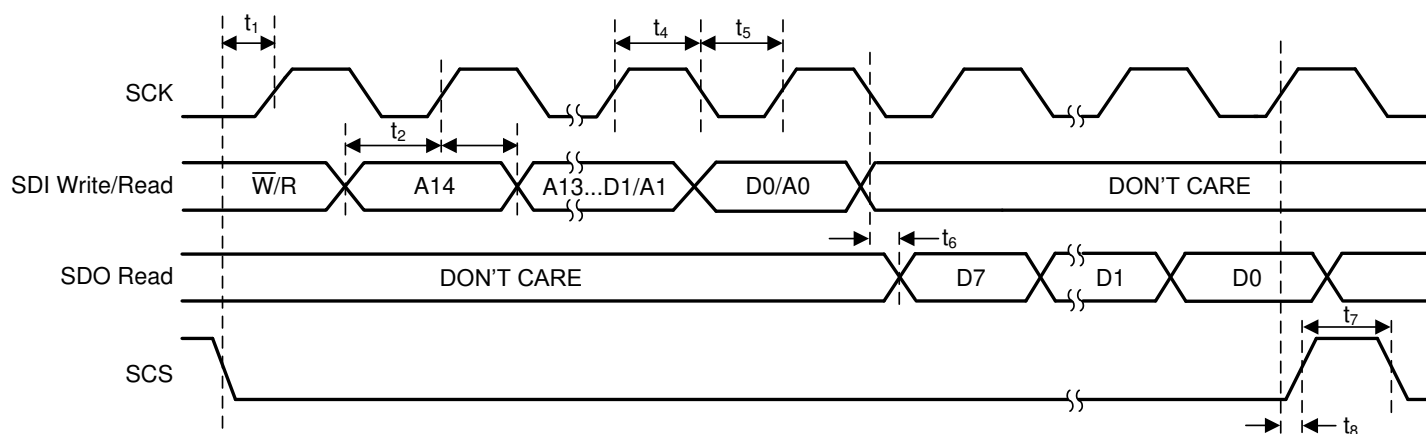 t1 t4 t5
SCK
t2
SDI Write/Read W/R A14 A13...D1/A1 D0/A0 DON'T CARE
t6
SDO Read DON'T CARE D7 D1 D0
t7
SCS
t8